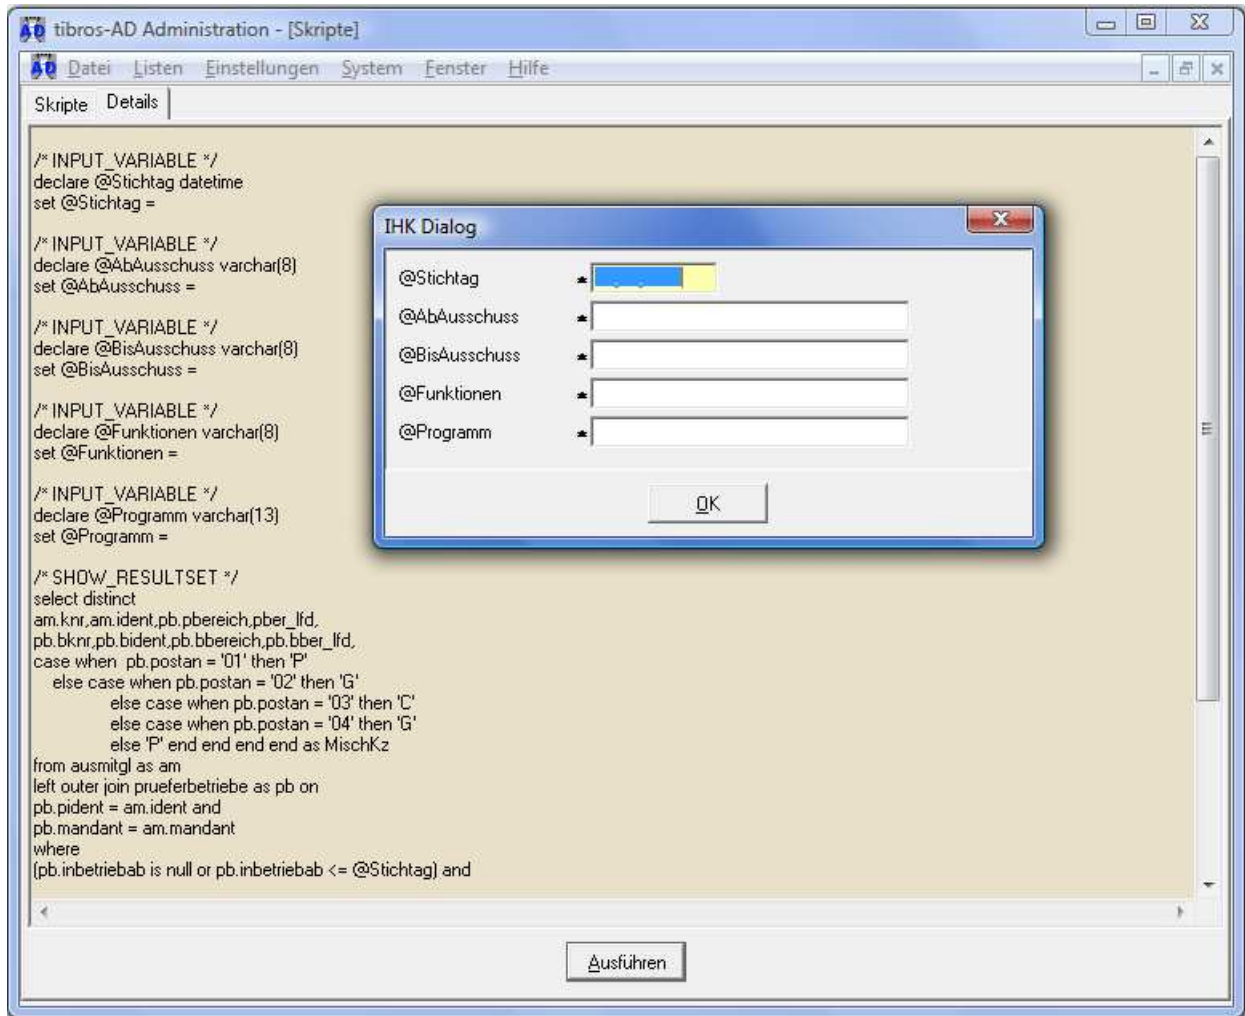 tibros-AD Administration - [Skripte]
Datei Listen Einstellungen System Fenster Hilfe
Skripte Details
/* INPUT_VARIABLE */
declare @Stichtag datetime
set @Stichtag =
/* INPUT_VARIABLE */
declare @AbAusschuss varchar(8)
set @AbAusschuss =
/* INPUT_VARIABLE */
declare @BisAusschuss varchar(8)
set @BisAusschuss =
/* INPUT_VARIABLE */
declare @Funktionen varchar(8)
set @Funktionen =
/* INPUT_VARIABLE */
declare @Programm varchar(13)
set @Programm =
/* SHOW_RESULTSET */
select distinct
am.knr,am.ident,pb.pbereich,pber_lfd,
pb.bknr,pb.bident,pb.bbereich,pb.bber_lfd,
case when pb.postan = '01' then 'P'
else case when pb.postan = '02' then 'G'
else case when pb.postan = '03' then 'C'
else case when pb.postan = '04' then 'G'
else 'P' end end end end as MischKz
from ausmitgl as am
left outer join prueferbetriebe as pb on
pb.pident = am.ident and
pb.mandant = am.mandant
where
(pb.inbetriebab is null or pb.inbetriebab <= @Stichtag) and
IHK Dialog
@Stichtag *
@AbAusschuss *
@BisAusschuss *
@Funktionen *
@Programm *
OK
Ausführen